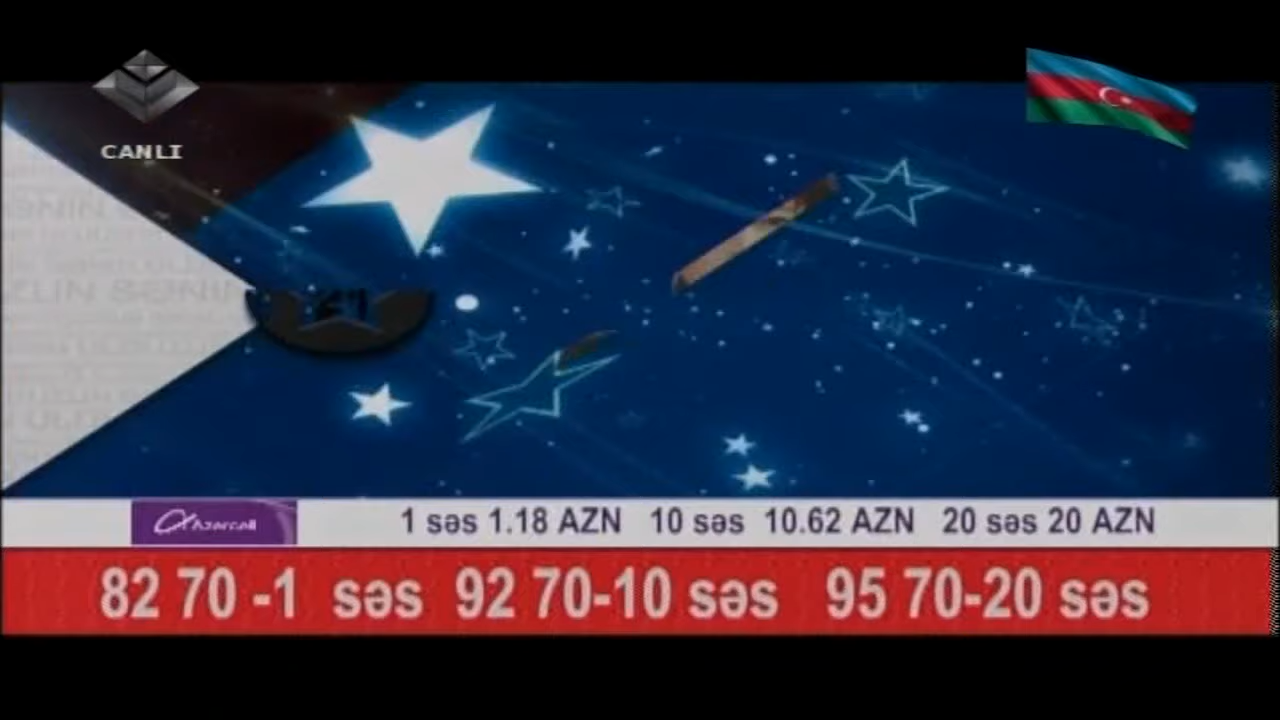 CANLI
Azercell
1 səs 1.18 AZN 10 səs 10.62 AZN 20 səs 20 AZN
82 70 -1 səs 92 70-10 səs 95 70-20 səs